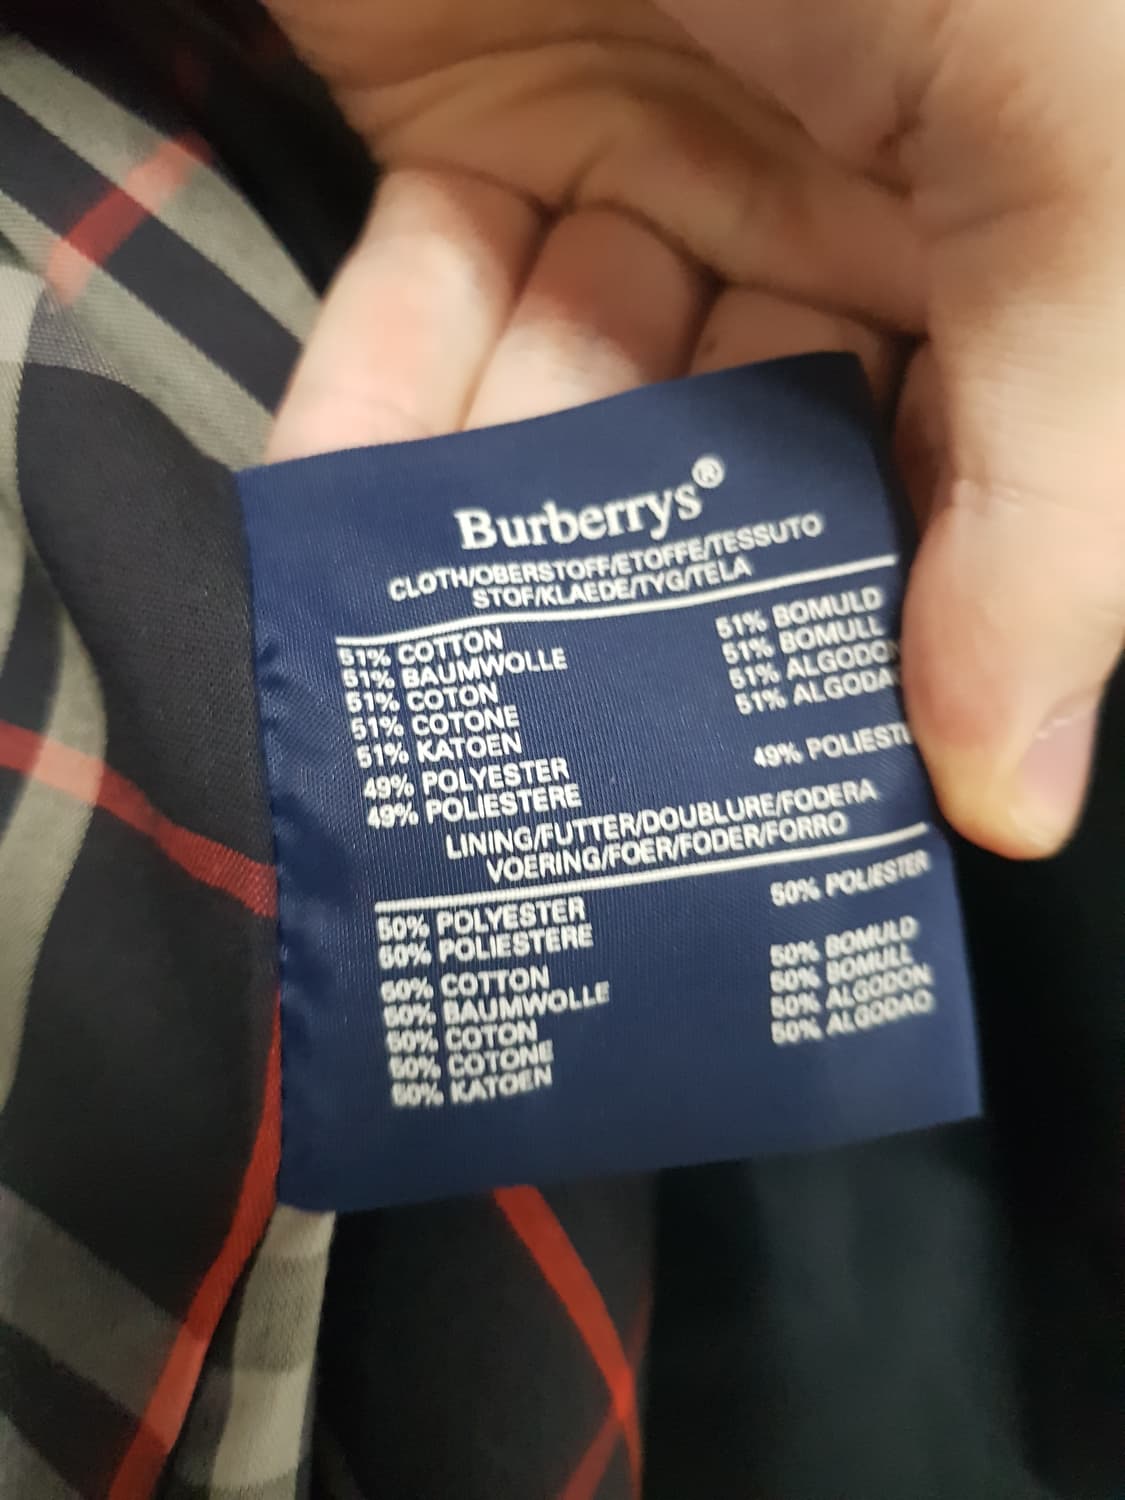 Burberrys®
CLOTH/OBERSTOFF/ETOFFE/TESSUTO
STOF/KLAEDE/TYG/TELA
51% COTTON
51% BAUMWOLLE
51% COTON
51% COTONE
51% KATOEN
49% POLYESTER
49% POLIESTERE
51% BOMULD
51% BOMULL
51% ALGODON
51% ALGODA
49% POLIESTE
LINING/FUTTER/DOUBLURE/FODERA
VOERING/FOER/FODER/FORRO
50% POLYESTER
50% POLIESTERE
50% COTTON
50% BAUMWOLLE
50% COTON
50% COTONE
50% KATOEN
50% POLIESTER
50% BOMULD
50% BOMULL
50% ALGODON
50% ALGODAO